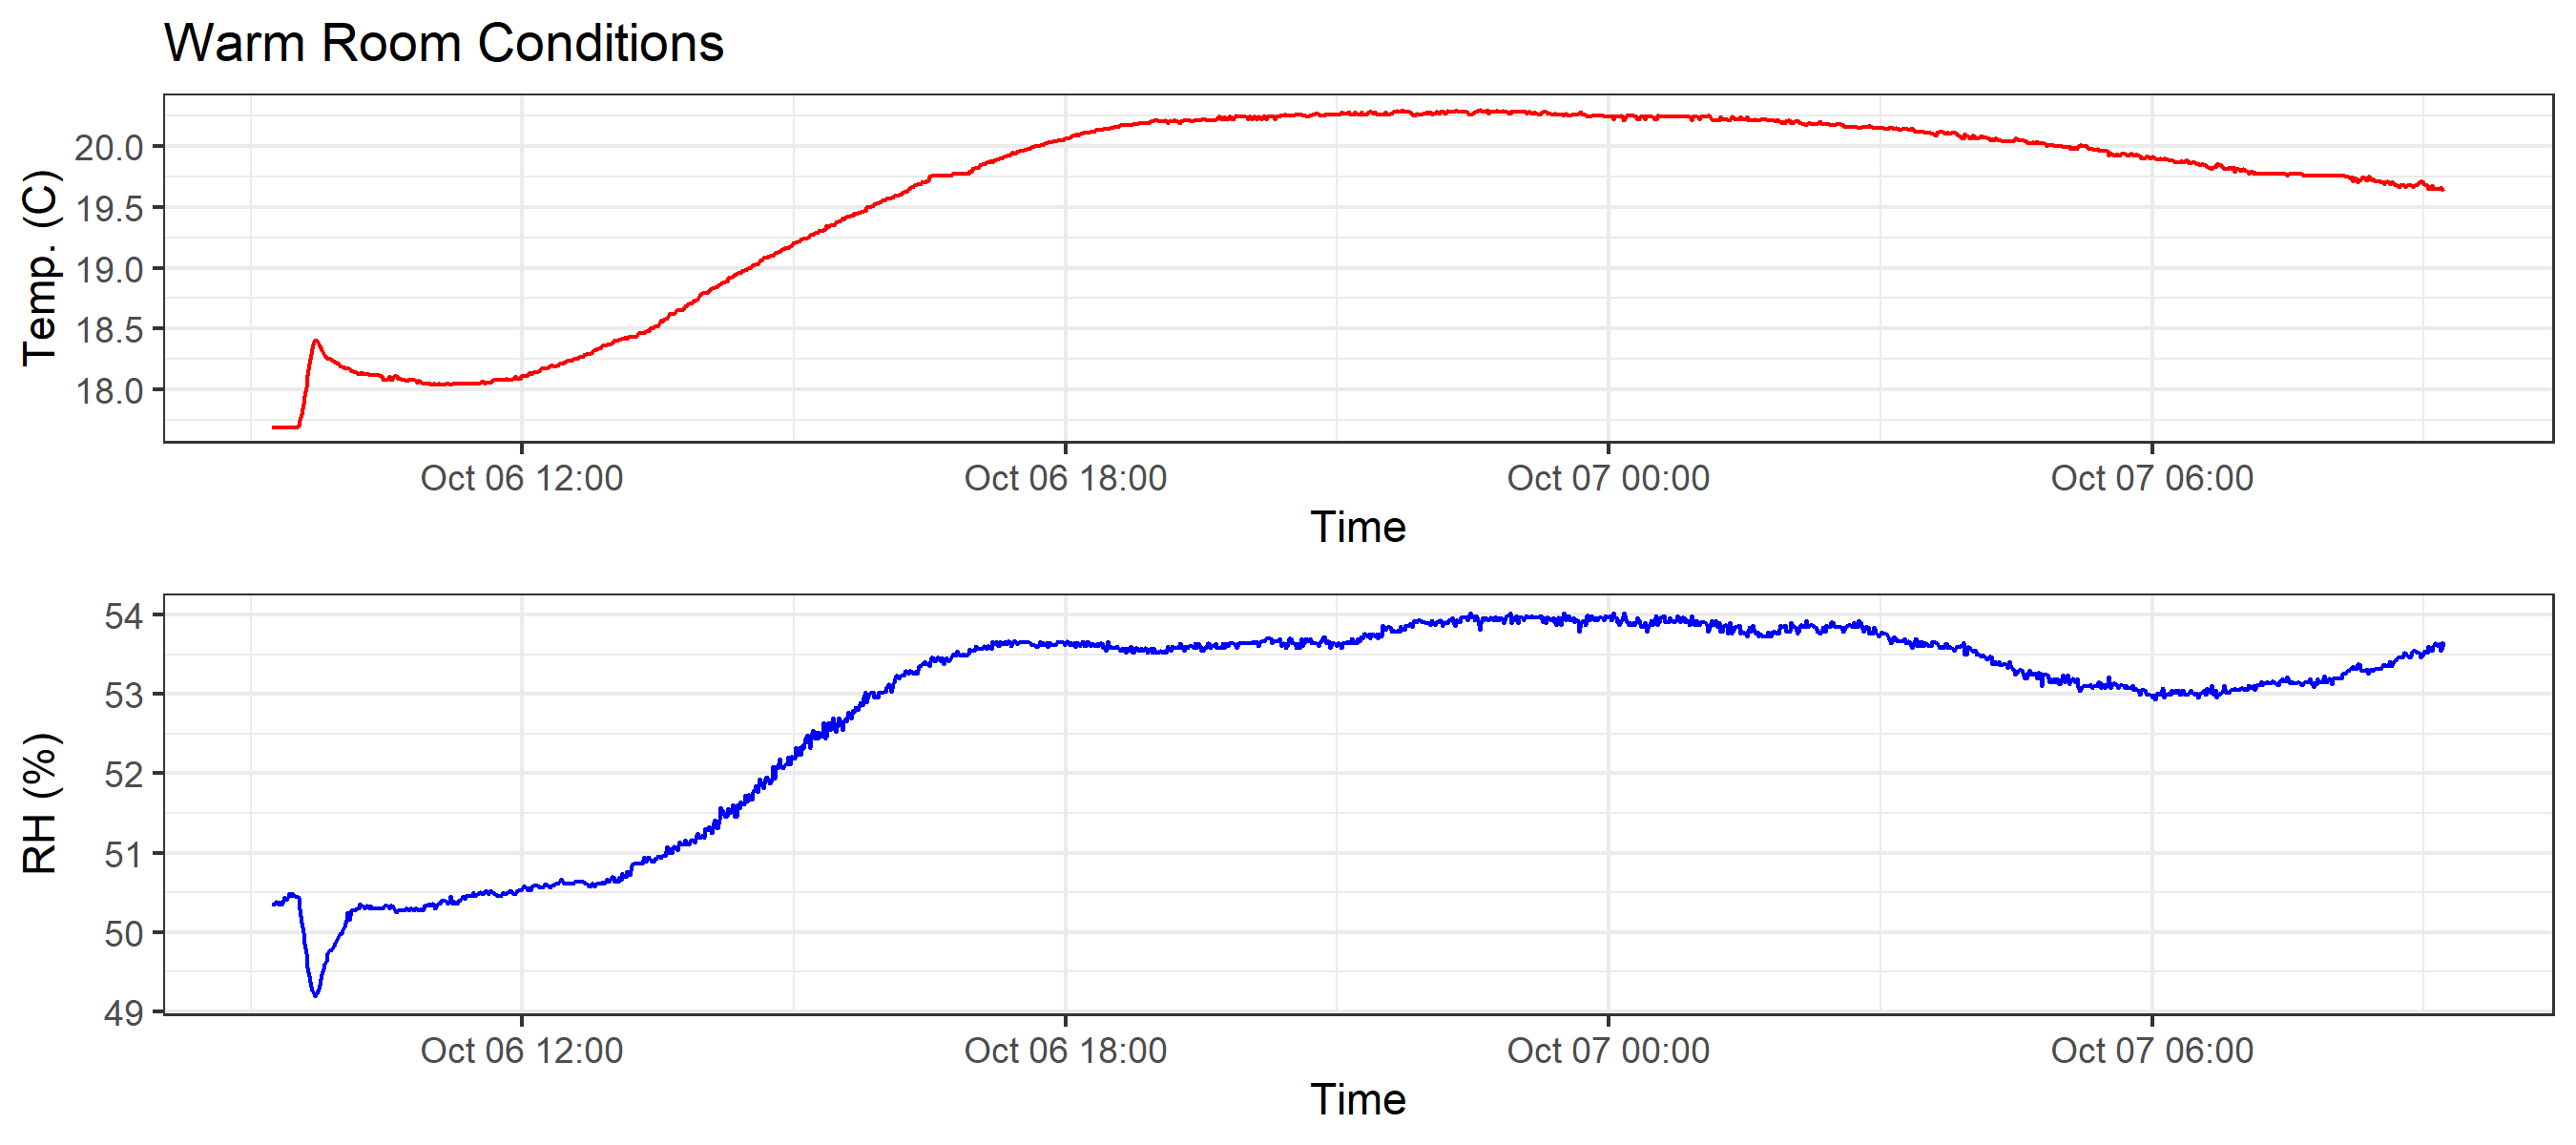 Warm Room Conditions
Temp. (C)
20.0
19.5
19.0
18.5
18.0
Oct 06 12:00 Oct 06 18:00 Oct 07 00:00 Oct 07 06:00
Time
RH (%)
54
53
52
51
50
49
Oct 06 12:00 Oct 06 18:00 Oct 07 00:00 Oct 07 06:00
Time